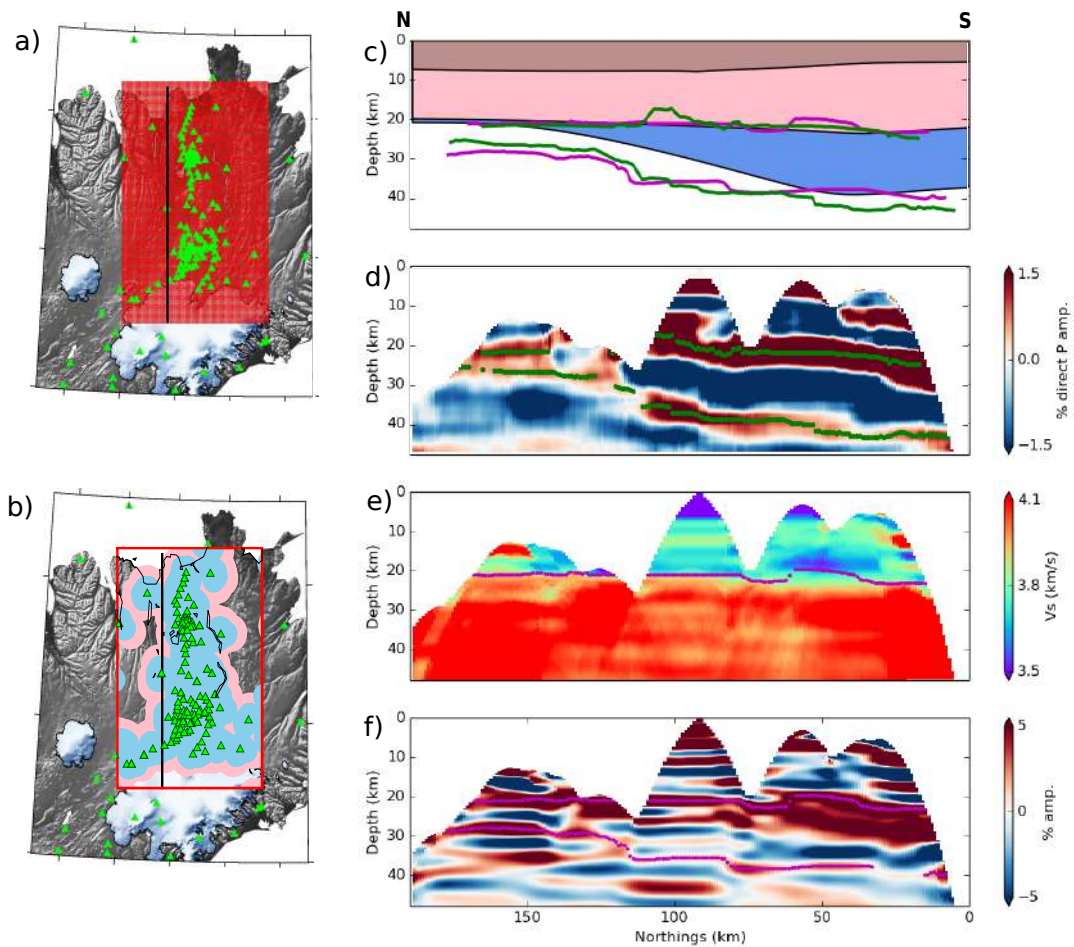 a)
b)
N
S
c)
0
10
20
30
40
Depth (km)
d)
0
10
20
30
40
Depth (km)
1.5
0.0
−1.5
% direct P amp.
e)
0
10
20
30
40
Depth (km)
4.1
3.8
3.5
Vs (km/s)
f)
0
10
20
30
40
Depth (km)
5
0
−5
% amp.
150
100
50
0
Northings (km)